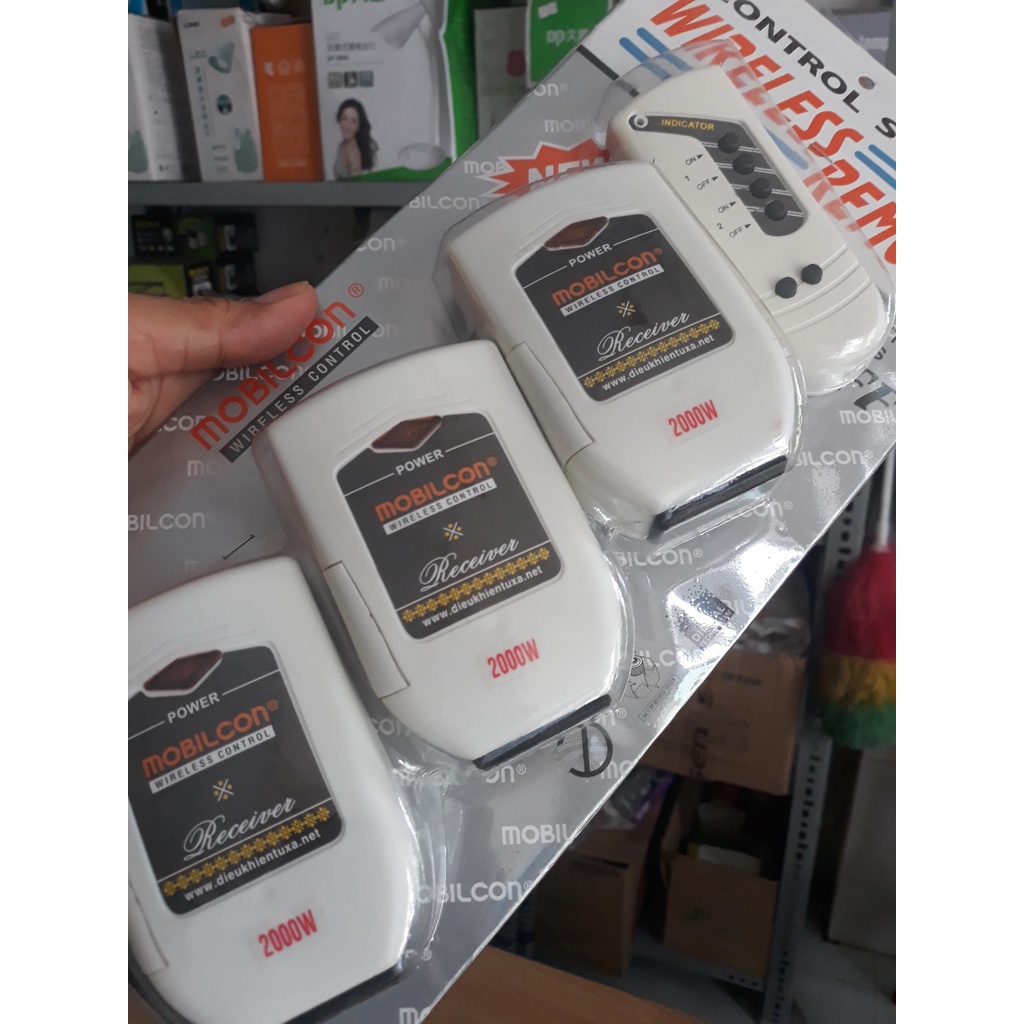 CONTROL S
WIRELESS REMO
NEW
INDICATOR
1
ON
OFF
2
ON
OFF
MOBILCON®
WIRELESS CONTROL
POWER
MOBILCON®
WIRELESS CONTROL
Receiver
www.dieukhientuxa.net
2000W
POWER
MOBILCON®
WIRELESS CONTROL
Receiver
www.dieukhientuxa.net
2000W
POWER
MOBILCON®
WIRELESS CONTROL
Receiver
www.dieukhientuxa.net
2000W
D
MOBILCON®